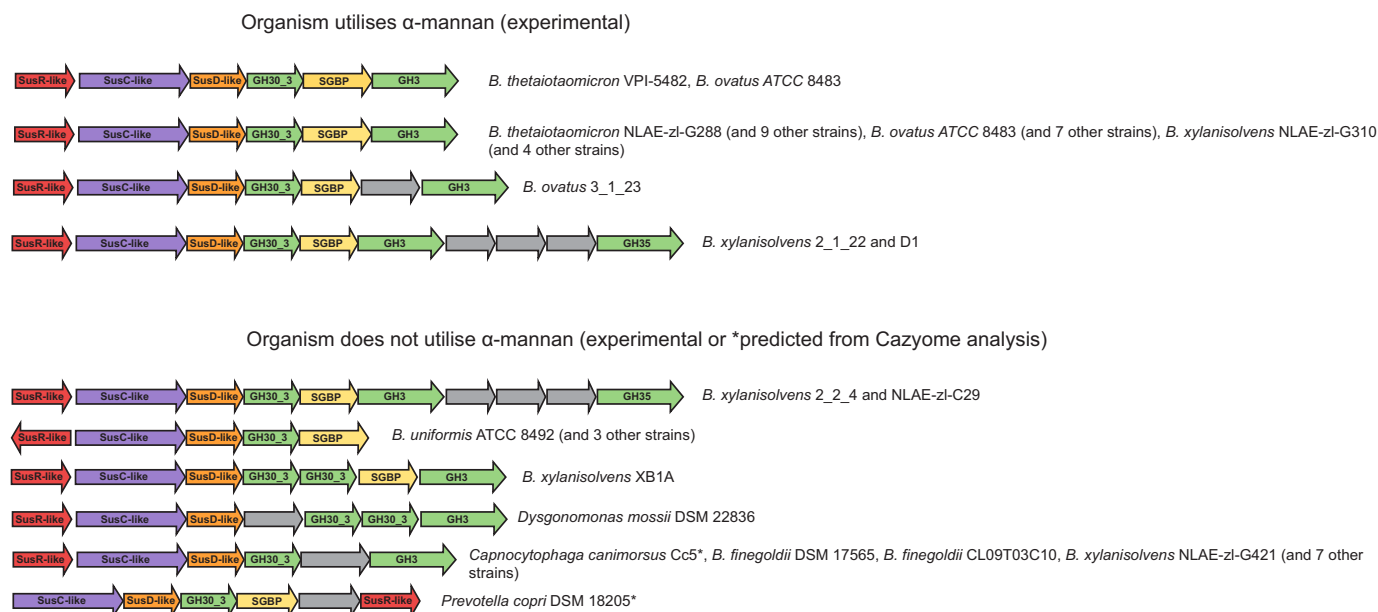 Organism utilises α-mannan (experimental)
SusR-like SusC-like SusD-like GH30_3 SGBP GH3 B. thetaiotaomicron VPI-5482, B. ovatus ATCC 8483
SusR-like SusC-like SusD-like GH30_3 SGBP GH3 B. thetaiotaomicron NLAE-zl-G288 (and 9 other strains), B. ovatus ATCC 8483 (and 7 other strains), B. xylanisolvens NLAE-zl-G310
(and 4 other strains)
SusR-like SusC-like SusD-like GH30_3 SGBP GH3 B. ovatus 3_1_23
SusR-like SusC-like SusD-like GH30_3 SGBP GH3 GH35 B. xylanisolvens 2_1_22 and D1
Organism does not utilise α-mannan (experimental or *predicted from Cazyome analysis)
SusR-like SusC-like SusD-like GH30_3 SGBP GH3 GH35 B. xylanisolvens 2_2_4 and NLAE-zl-C29
SusR-like SusC-like SusD-like GH30_3 SGBP B. uniformis ATCC 8492 (and 3 other strains)
SusR-like SusC-like SusD-like GH30_3 GH30_3 SGBP GH3 B. xylanisolvens XB1A
SusR-like SusC-like SusD-like GH30_3 GH30_3 GH3 Dysgonomonas mossii DSM 22836
SusR-like SusC-like SusD-like GH30_3 GH3 Capnocytophaga canimorsus Cc5*, B. finegoldii DSM 17565, B. finegoldii CL09T03C10, B. xylanisolvens NLAE-zl-G421 (and 7 other
strains)
SusC-like SusD-like GH30_3 SGBP SusR-like Prevotella copri DSM 18205*